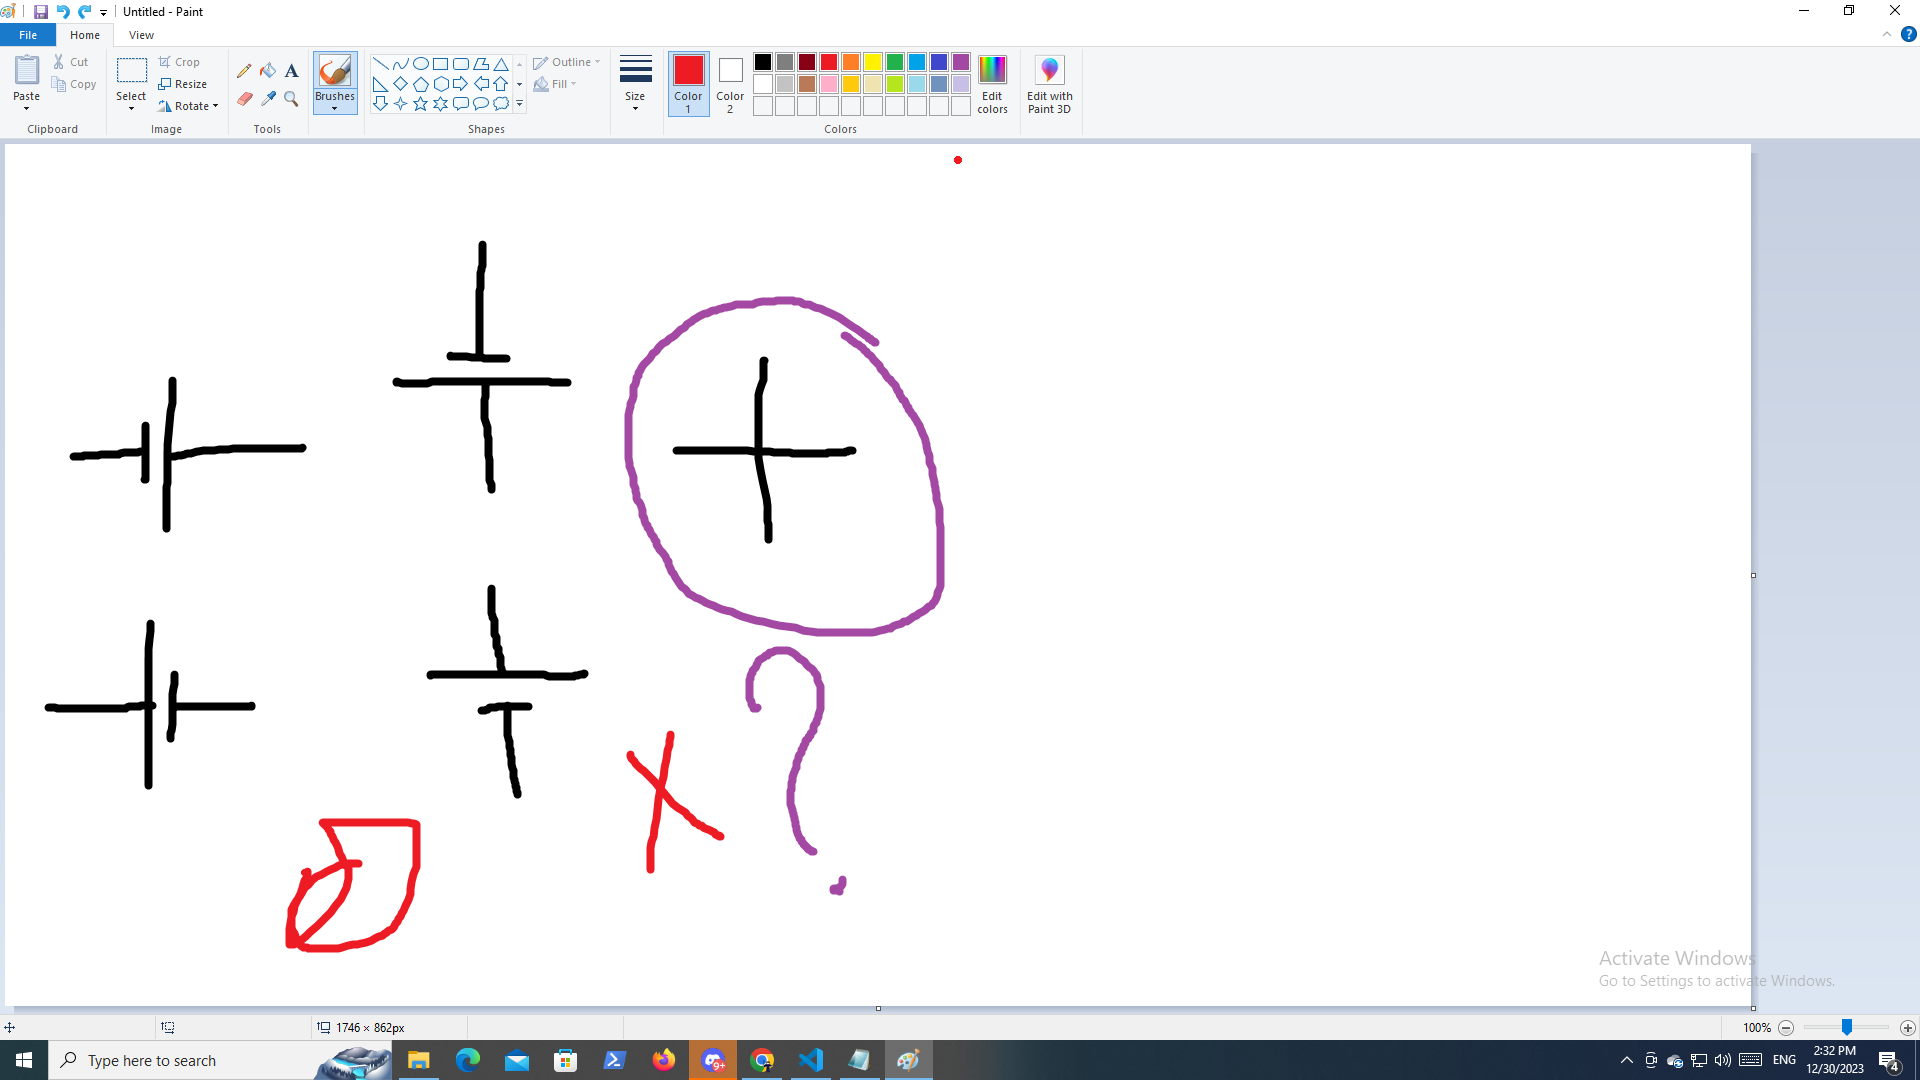 Untitled - Paint
File Home View
Paste
Cut
Copy
Clipboard
Select
Crop
Resize
Rotate
Image
A
Tools
Brushes
Outline
Fill
Shapes
Size
Color 1
Color 2
Edit colors
Colors
Edit with Paint 3D
?
X
?
Activate Windows
Go to Settings to activate Windows.
1746 × 862px
100%
Type here to search
9+
ENG
2:32 PM
12/30/2023
4